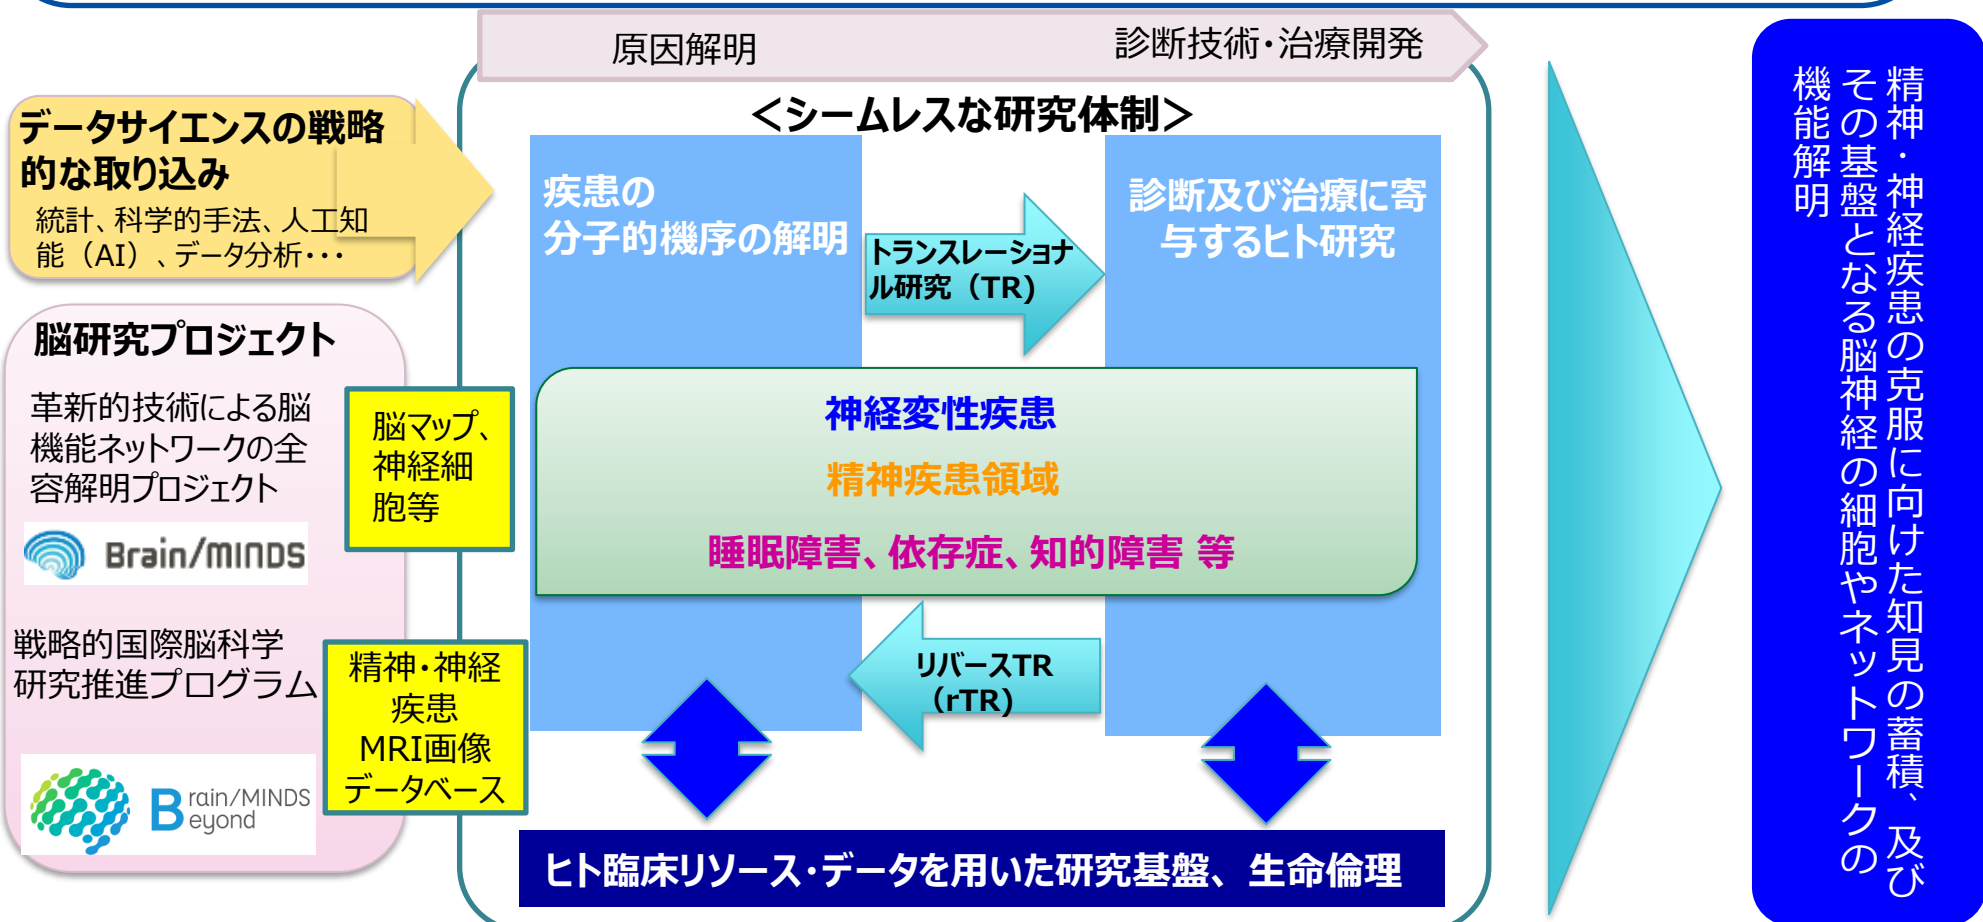 原因解明
診断技術・治療開発
＜シームレスな研究体制＞
データサイエンスの戦略
的な取り込み
統計、科学的手法、人工知
能（AI）、データ分析・・・
脳研究プロジェクト
革新的技術による脳
機能ネットワークの全
容解明プロジェクト
Brain/MINDS
戦略的国際脳科学
研究推進プログラム
Brain/MINDS
Beyond
脳マップ、
神経細
胞等
精神・神経
疾患
MRI画像
データベース
疾患の
分子的機序の解明
トランスレーショナ
ル研究（TR)
診断及び治療に寄
与するヒト研究
神経変性疾患
精神疾患領域
睡眠障害、依存症、知的障害 等
リバースTR
（rTR)
ヒト臨床リソース・データを用いた研究基盤、生命倫理
精神・神経疾患の克服に向けた知見の蓄積、及び
その基盤となる脳神経の細胞やネットワークの
機能解明